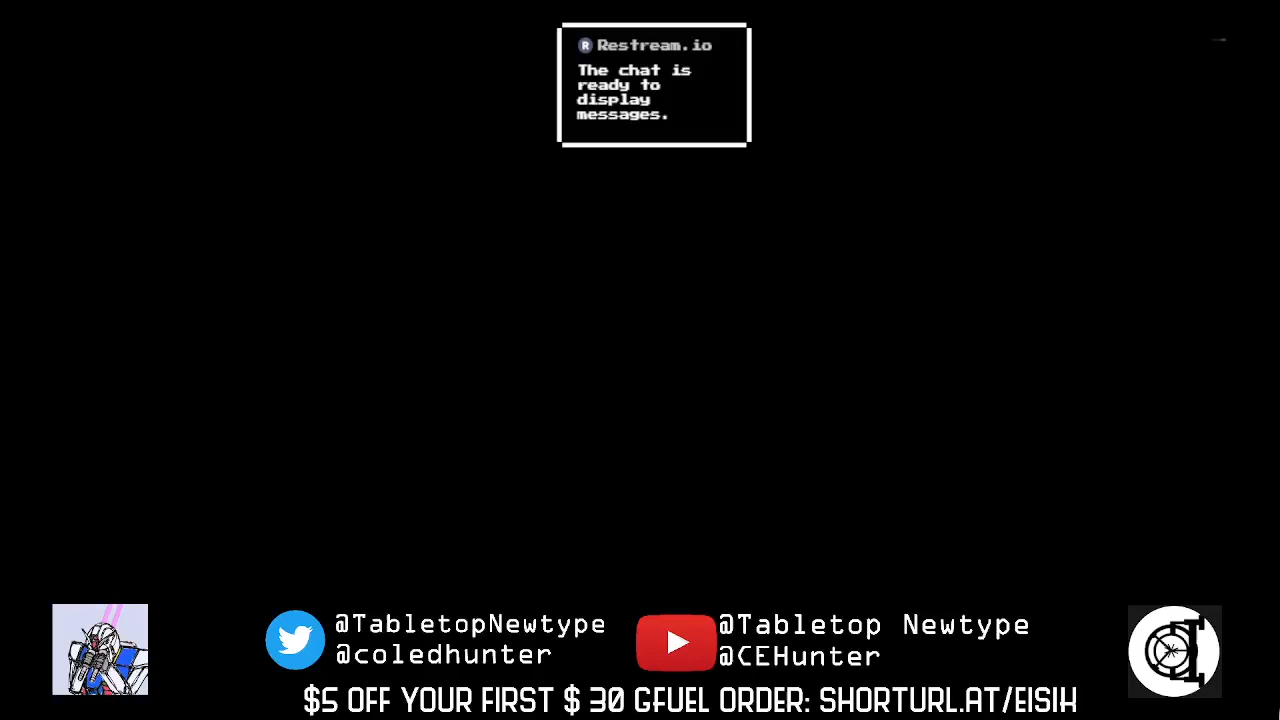 Restream.io
The chat is
ready to
display
messages.
@TabletopNewtype
@coledhunter
@Tabletop Newtype
@CEHunter
$5 OFF YOUR FIRST $ 30 GFUEL ORDER: SHORTURL.AT/EISIH